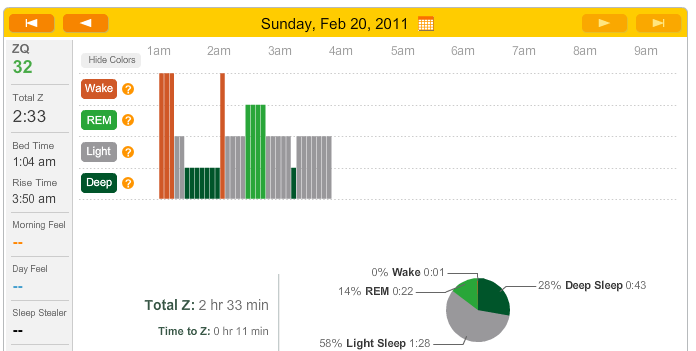 Sunday, Feb 20, 2011
ZQ
32
Total Z
2:33
Bed Time
1:04 am
Rise Time
3:50 am
Morning Feel
--
Day Feel
--
Sleep Stealer
--
Hide Colors
1am 2am 3am 4am 5am 6am 7am 8am 9am
Wake ?
REM ?
Light ?
Deep ?
Total Z: 2 hr 33 min
Time to Z: 0 hr 11 min
0% Wake 0:01
14% REM 0:22
28% Deep Sleep 0:43
58% Light Sleep 1:28